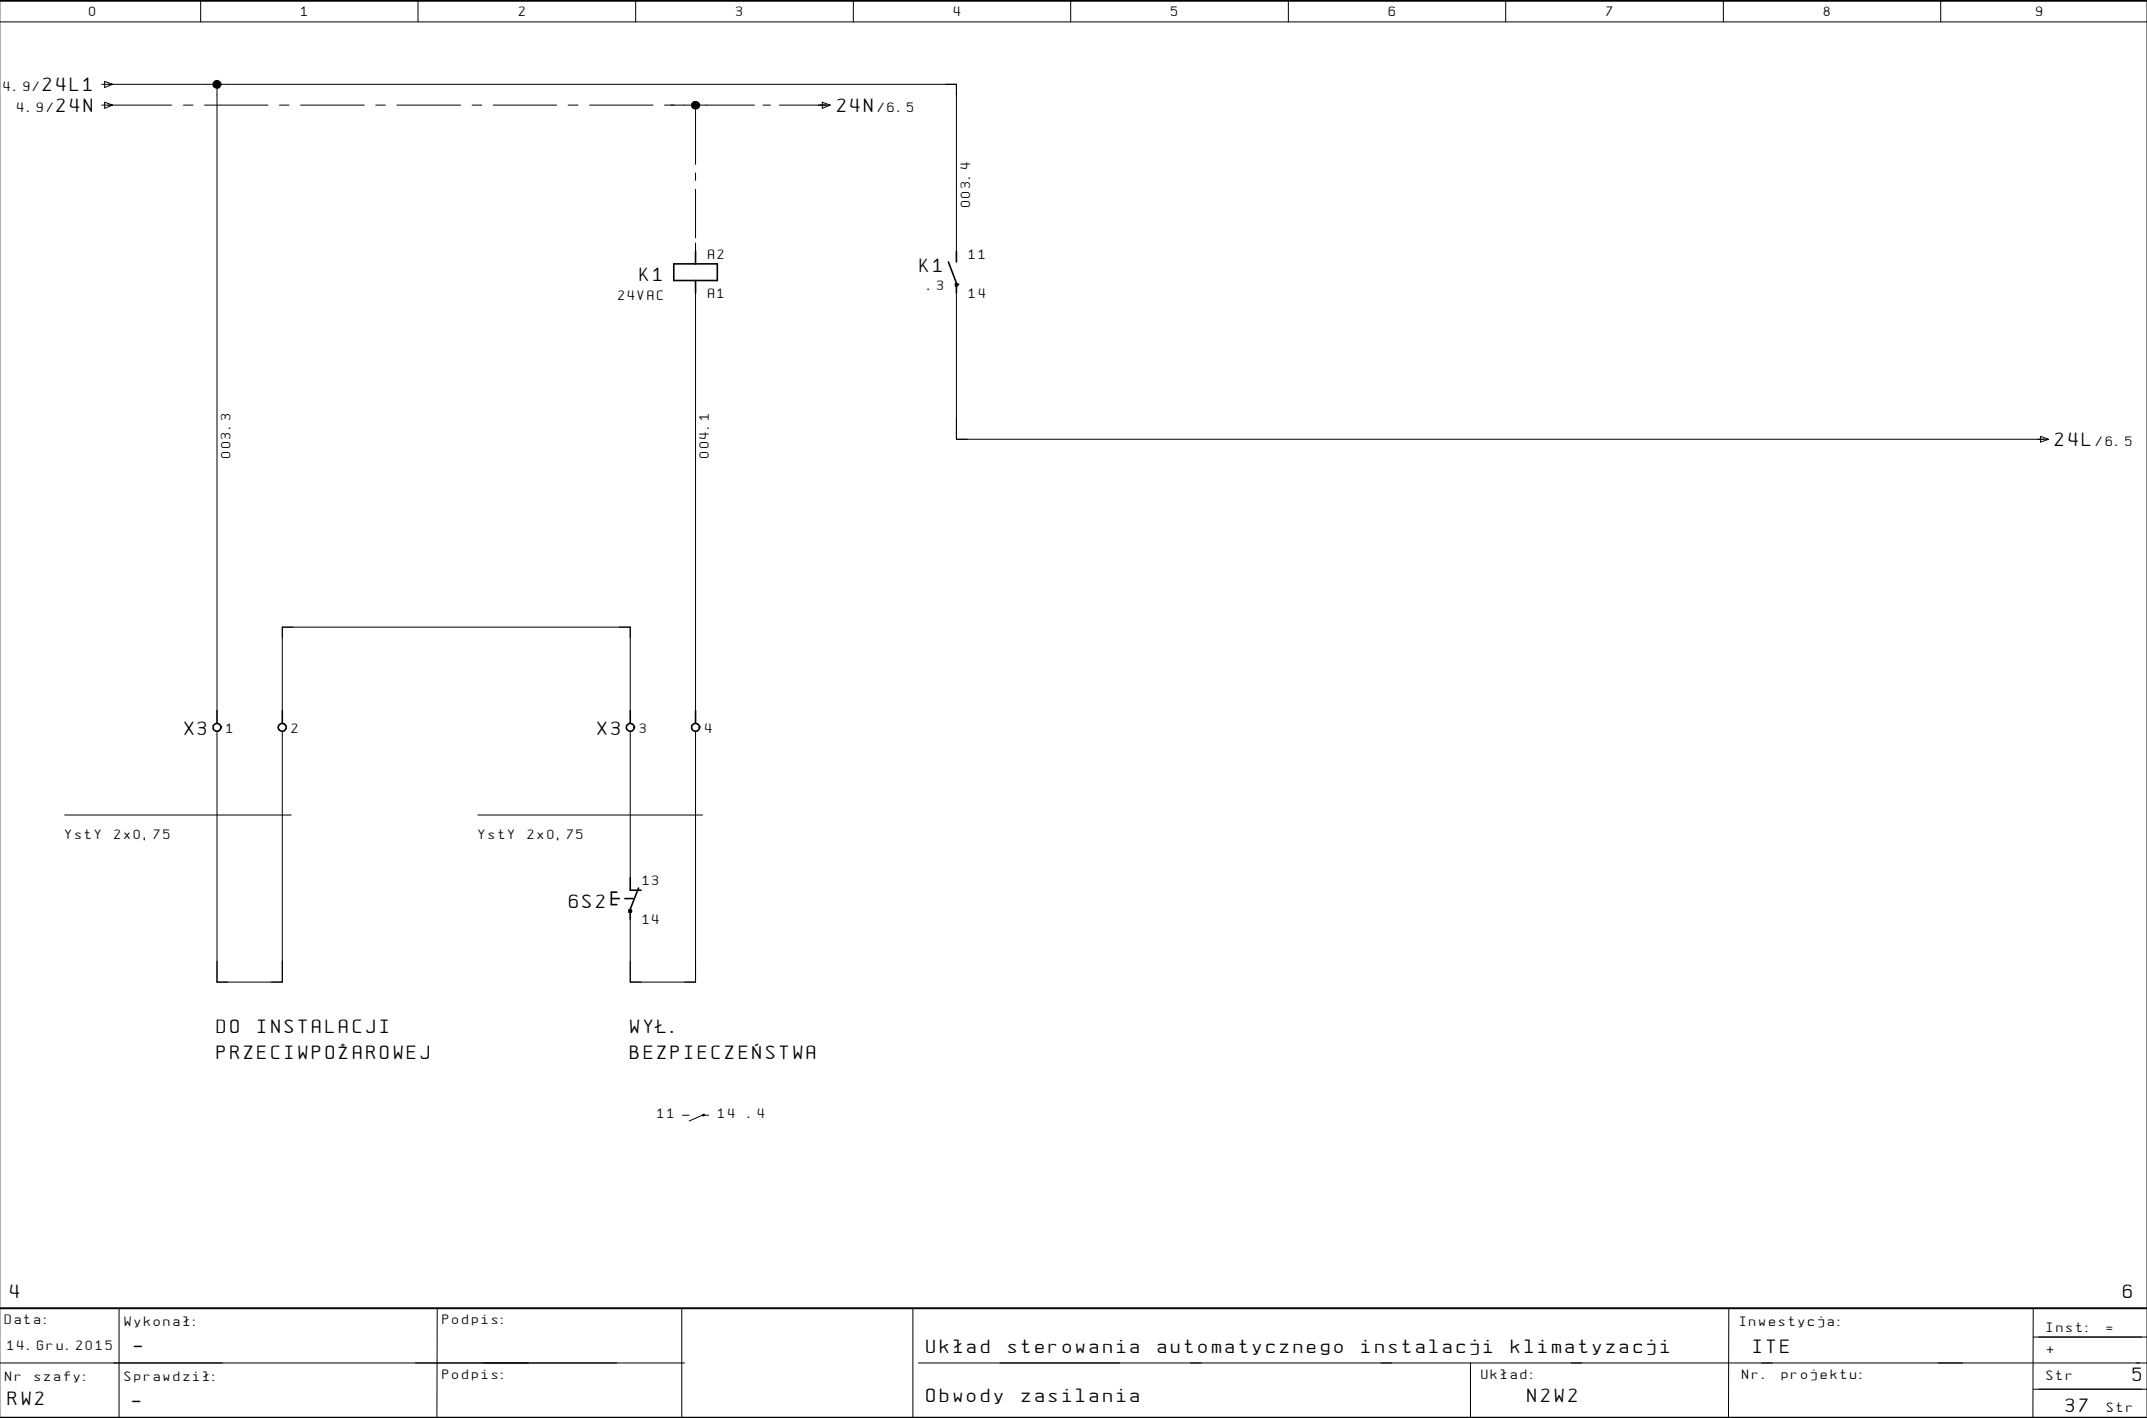 0 1 2 3 4 5 6 7 8 9
4.9/24L1
4.9/24N
24N/6.5
003.4
A2
K1
24VAC
A1
11
K1
.3
14
003.3
004.1
24L/6.5
X3 1 2
X3 3 4
YstY 2x0,75
YstY 2x0,75
13
6S2
14
DO INSTALACJI
PRZECIWPOŻAROWEJ
WYŁ.
BEZPIECZEŃSTWA
11 14 .4
4
6
Data:
14.Gru.2015
Wykonał:
-
Podpis:
Nr szafy:
RW2
Sprawdził:
-
Podpis:
Układ sterowania automatycznego instalacji klimatyzacji
Obwody zasilania
Układ:
N2W2
Inwestycja:
ITE
Nr. projektu:
Inst: =
+
Str 5
37 Str